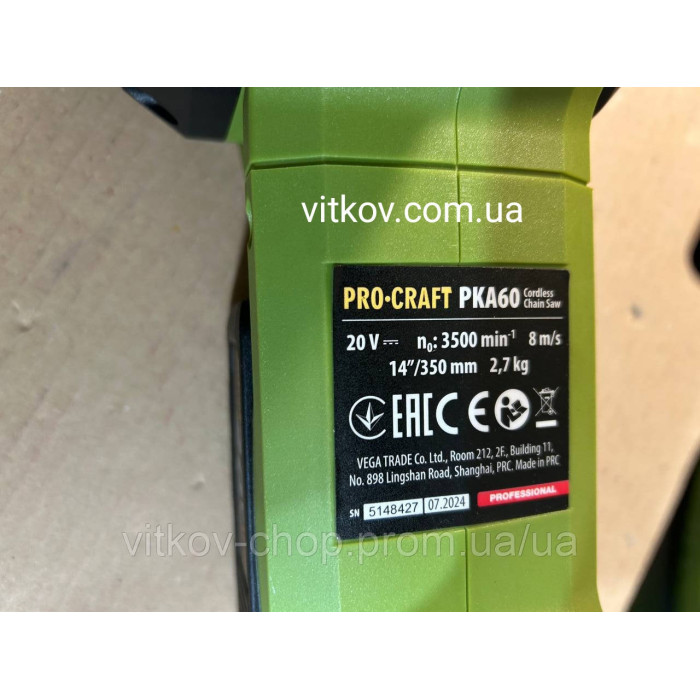 vitkov.com.ua
PRO•CRAFT PKA60 Cordless Chain Saw
20 V n₀: 3500 min⁻¹ 8 m/s
14”/350 mm 2,7 kg
EAC CE
VEGA TRADE Co. Ltd., Room 212, 2F., Building 11,
No. 898 Lingshan Road, Shanghai, PRC. Made in PRC
SN 5148427 07.2024 PROFESSIONAL
vitkov-chop.prom.ua/ua